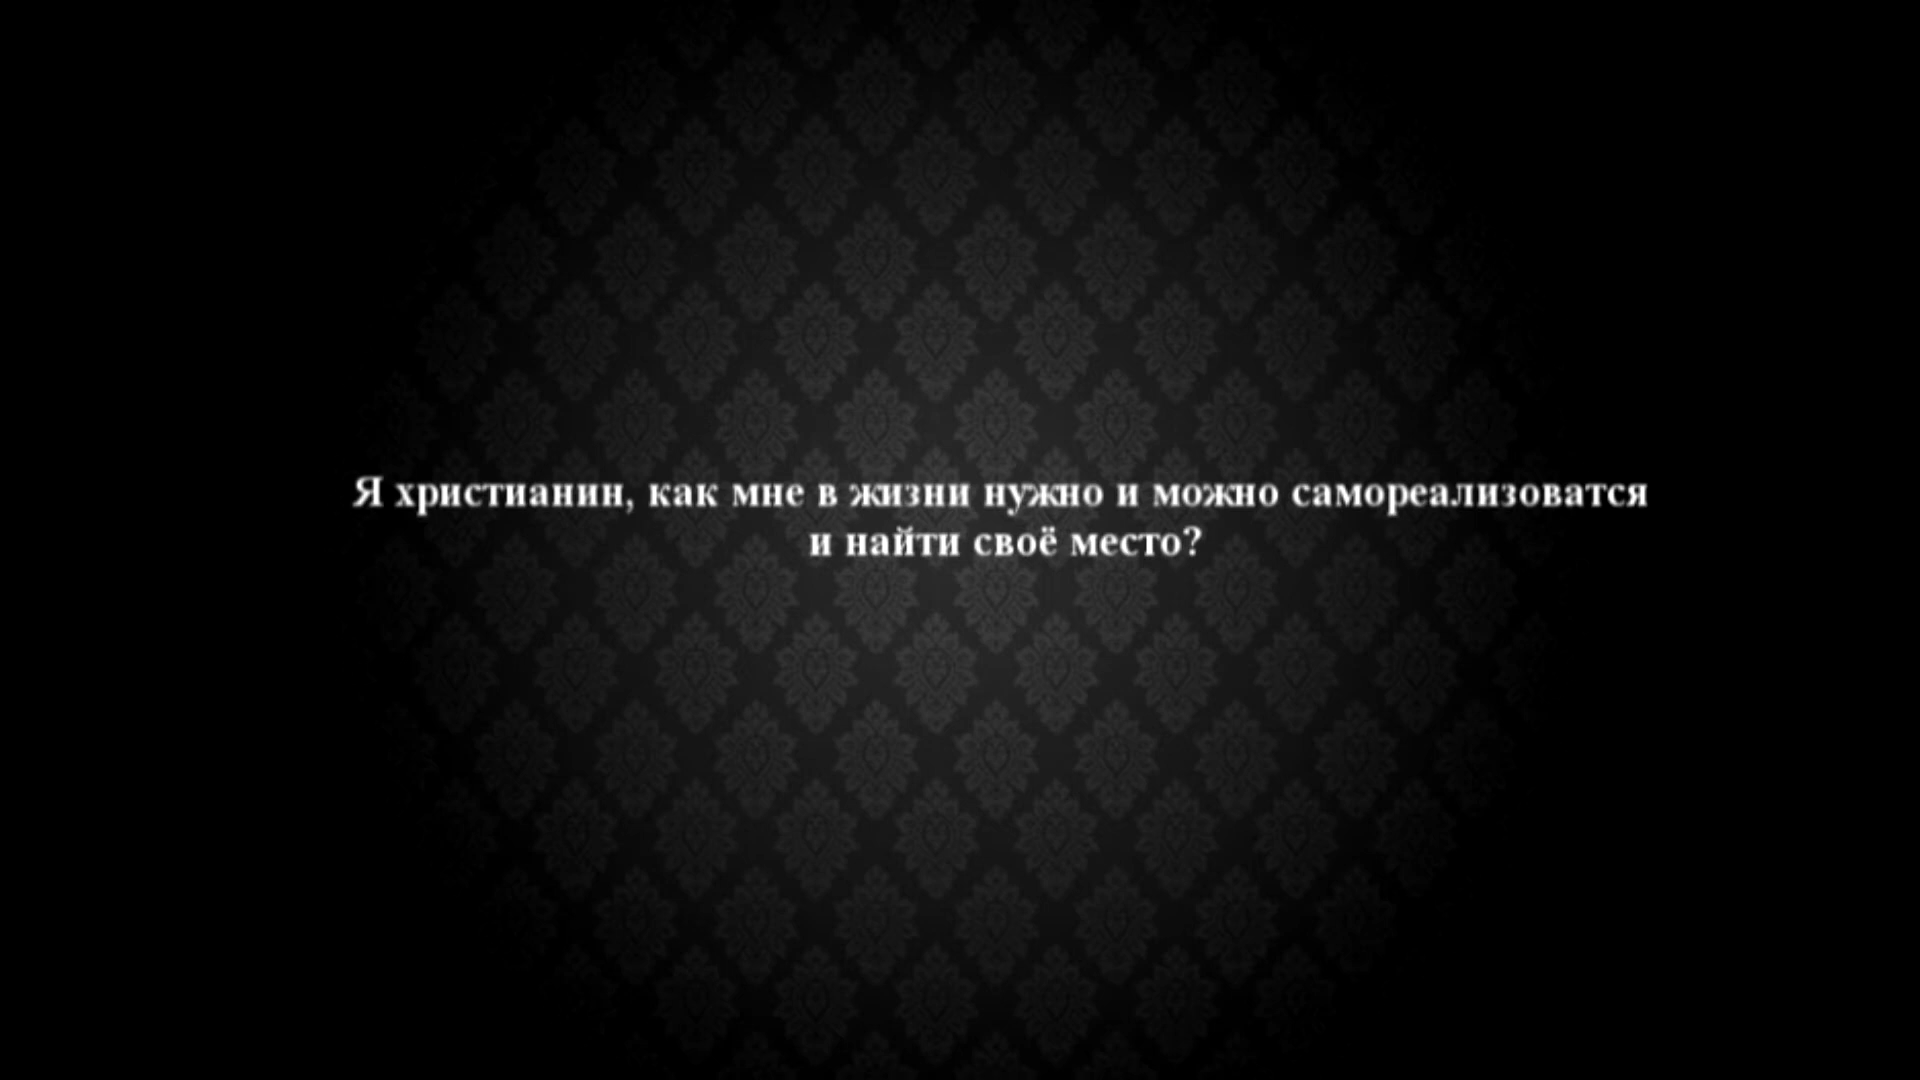 Я христианин, как мне в жизни нужно и можно самореализоватся
и найти своё место?